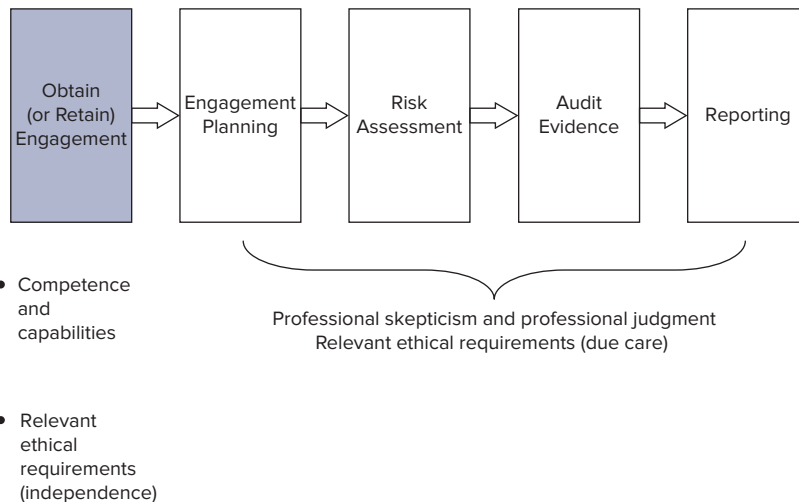 Obtain
(or Retain)
Engagement
Engagement
Planning
Risk
Assessment
Audit
Evidence
Reporting
• Competence
and
capabilities
Professional skepticism and professional judgment
Relevant ethical requirements (due care)
• Relevant
ethical
requirements
(independence)